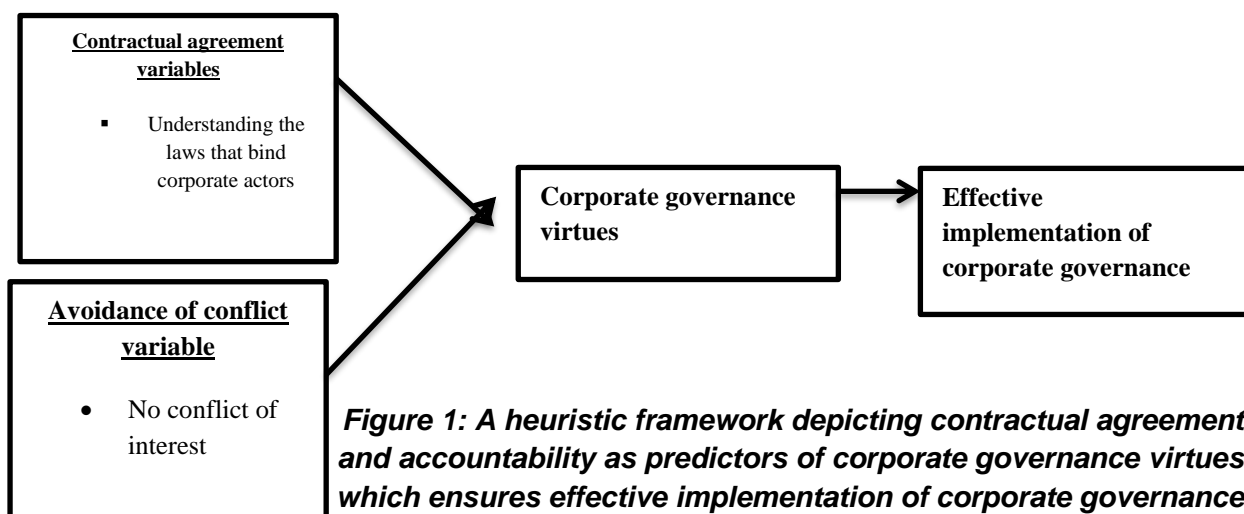 Contractual agreement
variables
▪ Understanding the
laws that bind
corporate actors
Avoidance of conflict
variable
• No conflict of
interest
Corporate governance
virtues
Effective
implementation of
corporate governance
Figure 1: A heuristic framework depicting contractual agreement
and accountability as predictors of corporate governance virtues
which ensures effective implementation of corporate governance